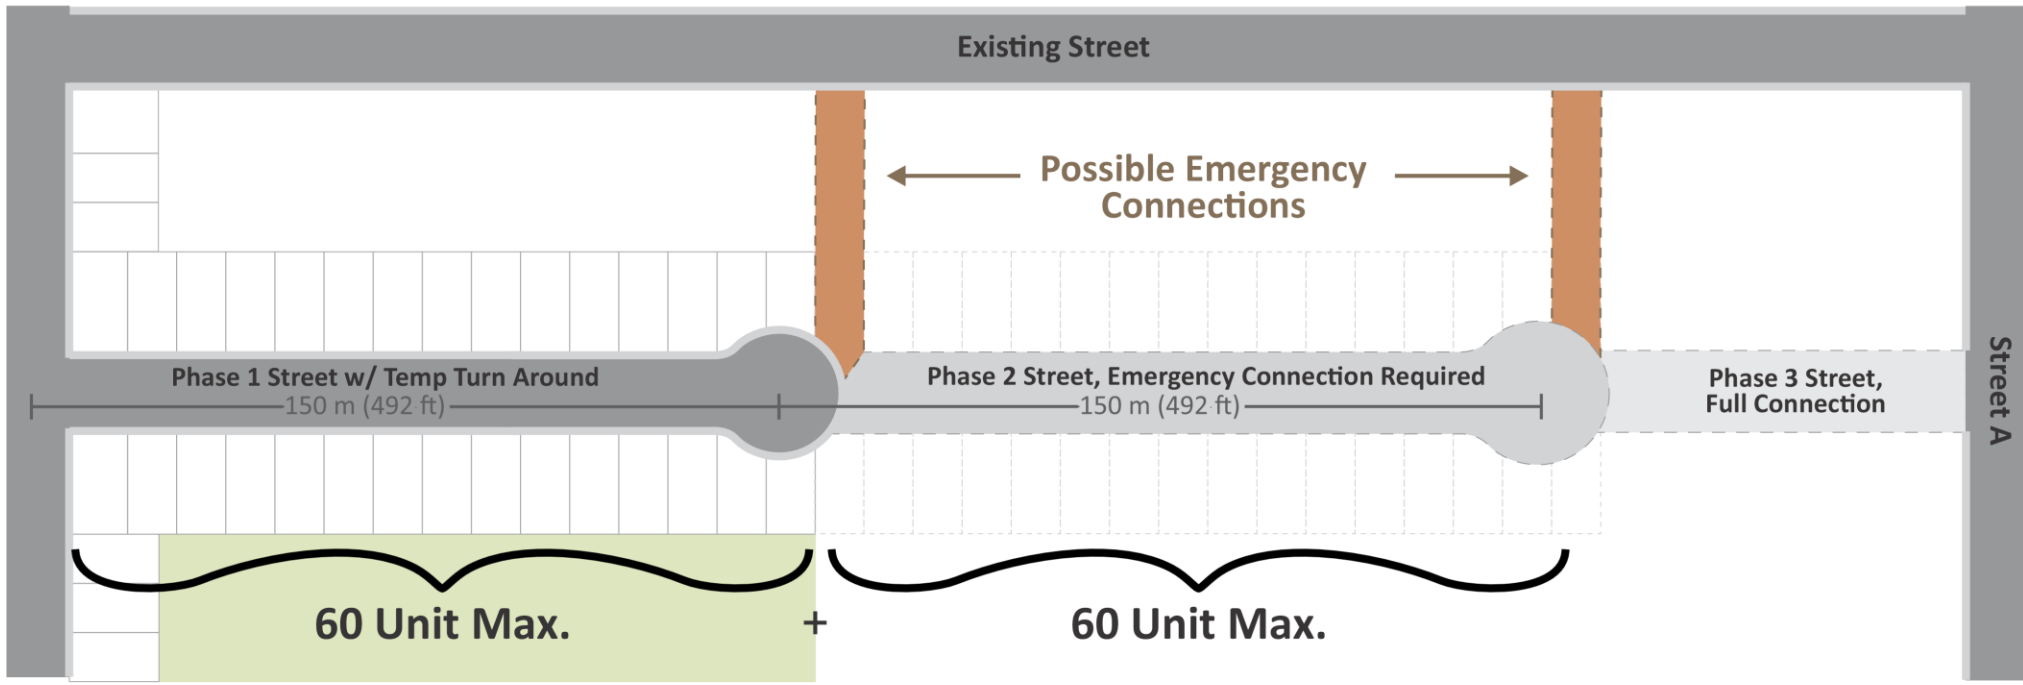 Existing Street
Possible Emergency
Connections
Phase 1 Street w/ Temp Turn Around
150 m (492 ft)
Phase 2 Street, Emergency Connection Required
150 m (492 ft)
Phase 3 Street,
Full Connection
Street A
60 Unit Max.
+
60 Unit Max.